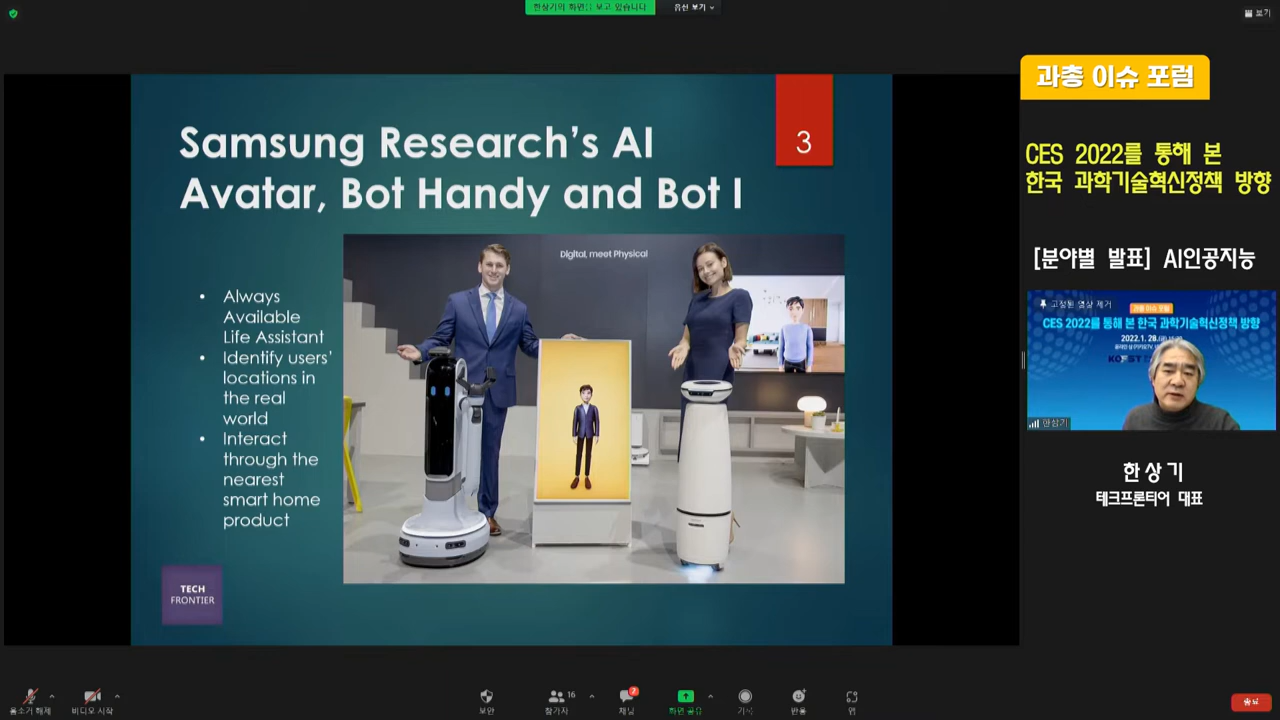 한상기의 화면을 보고 있습니다
옵션 보기
보기
과총 이슈 포럼
CES 2022를 통해 본
한국 과학기술혁신정책 방향
[분야별 발표] AI인공지능
Samsung Research's AI
Avatar, Bot Handy and Bot I
3
Digital, meet Physical
• Always
Available
Life Assistant
• Identify users'
locations in
the real
world
• Interact
through the
nearest
smart home
product
TECH
FRONTIER
고정된 영상 제거
과총 이슈 포럼
CES 2022를 통해 본 한국 과학기술혁신정책 방향
한상기
한상기
테크프론티어 대표
음소거 해제
비디오 시작
보안
16
참가자
2
채팅
화면 공유
기록
반응
앱
종료